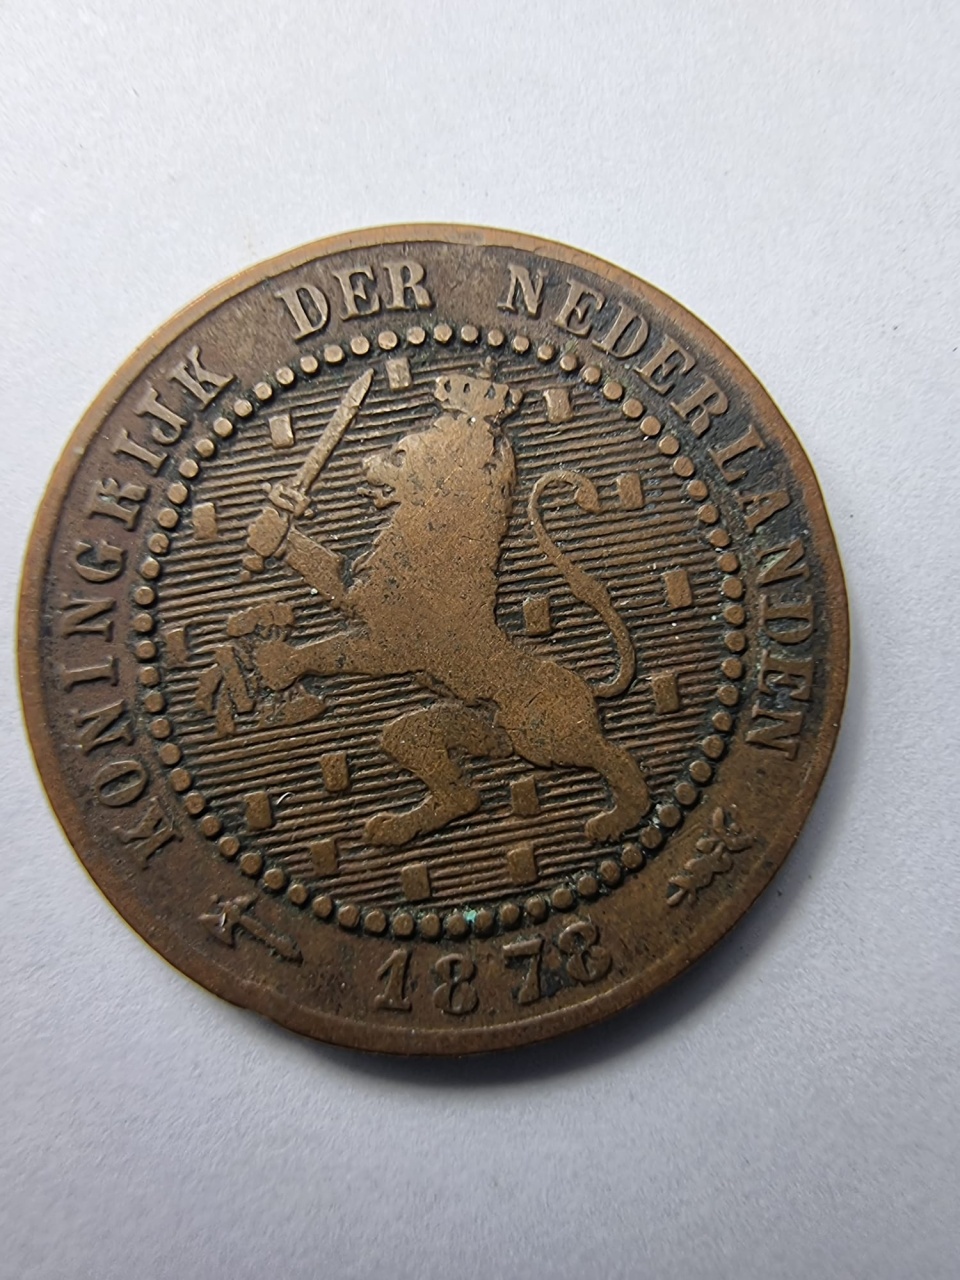 KONINGRIJK DER NEDERLANDEN
1878